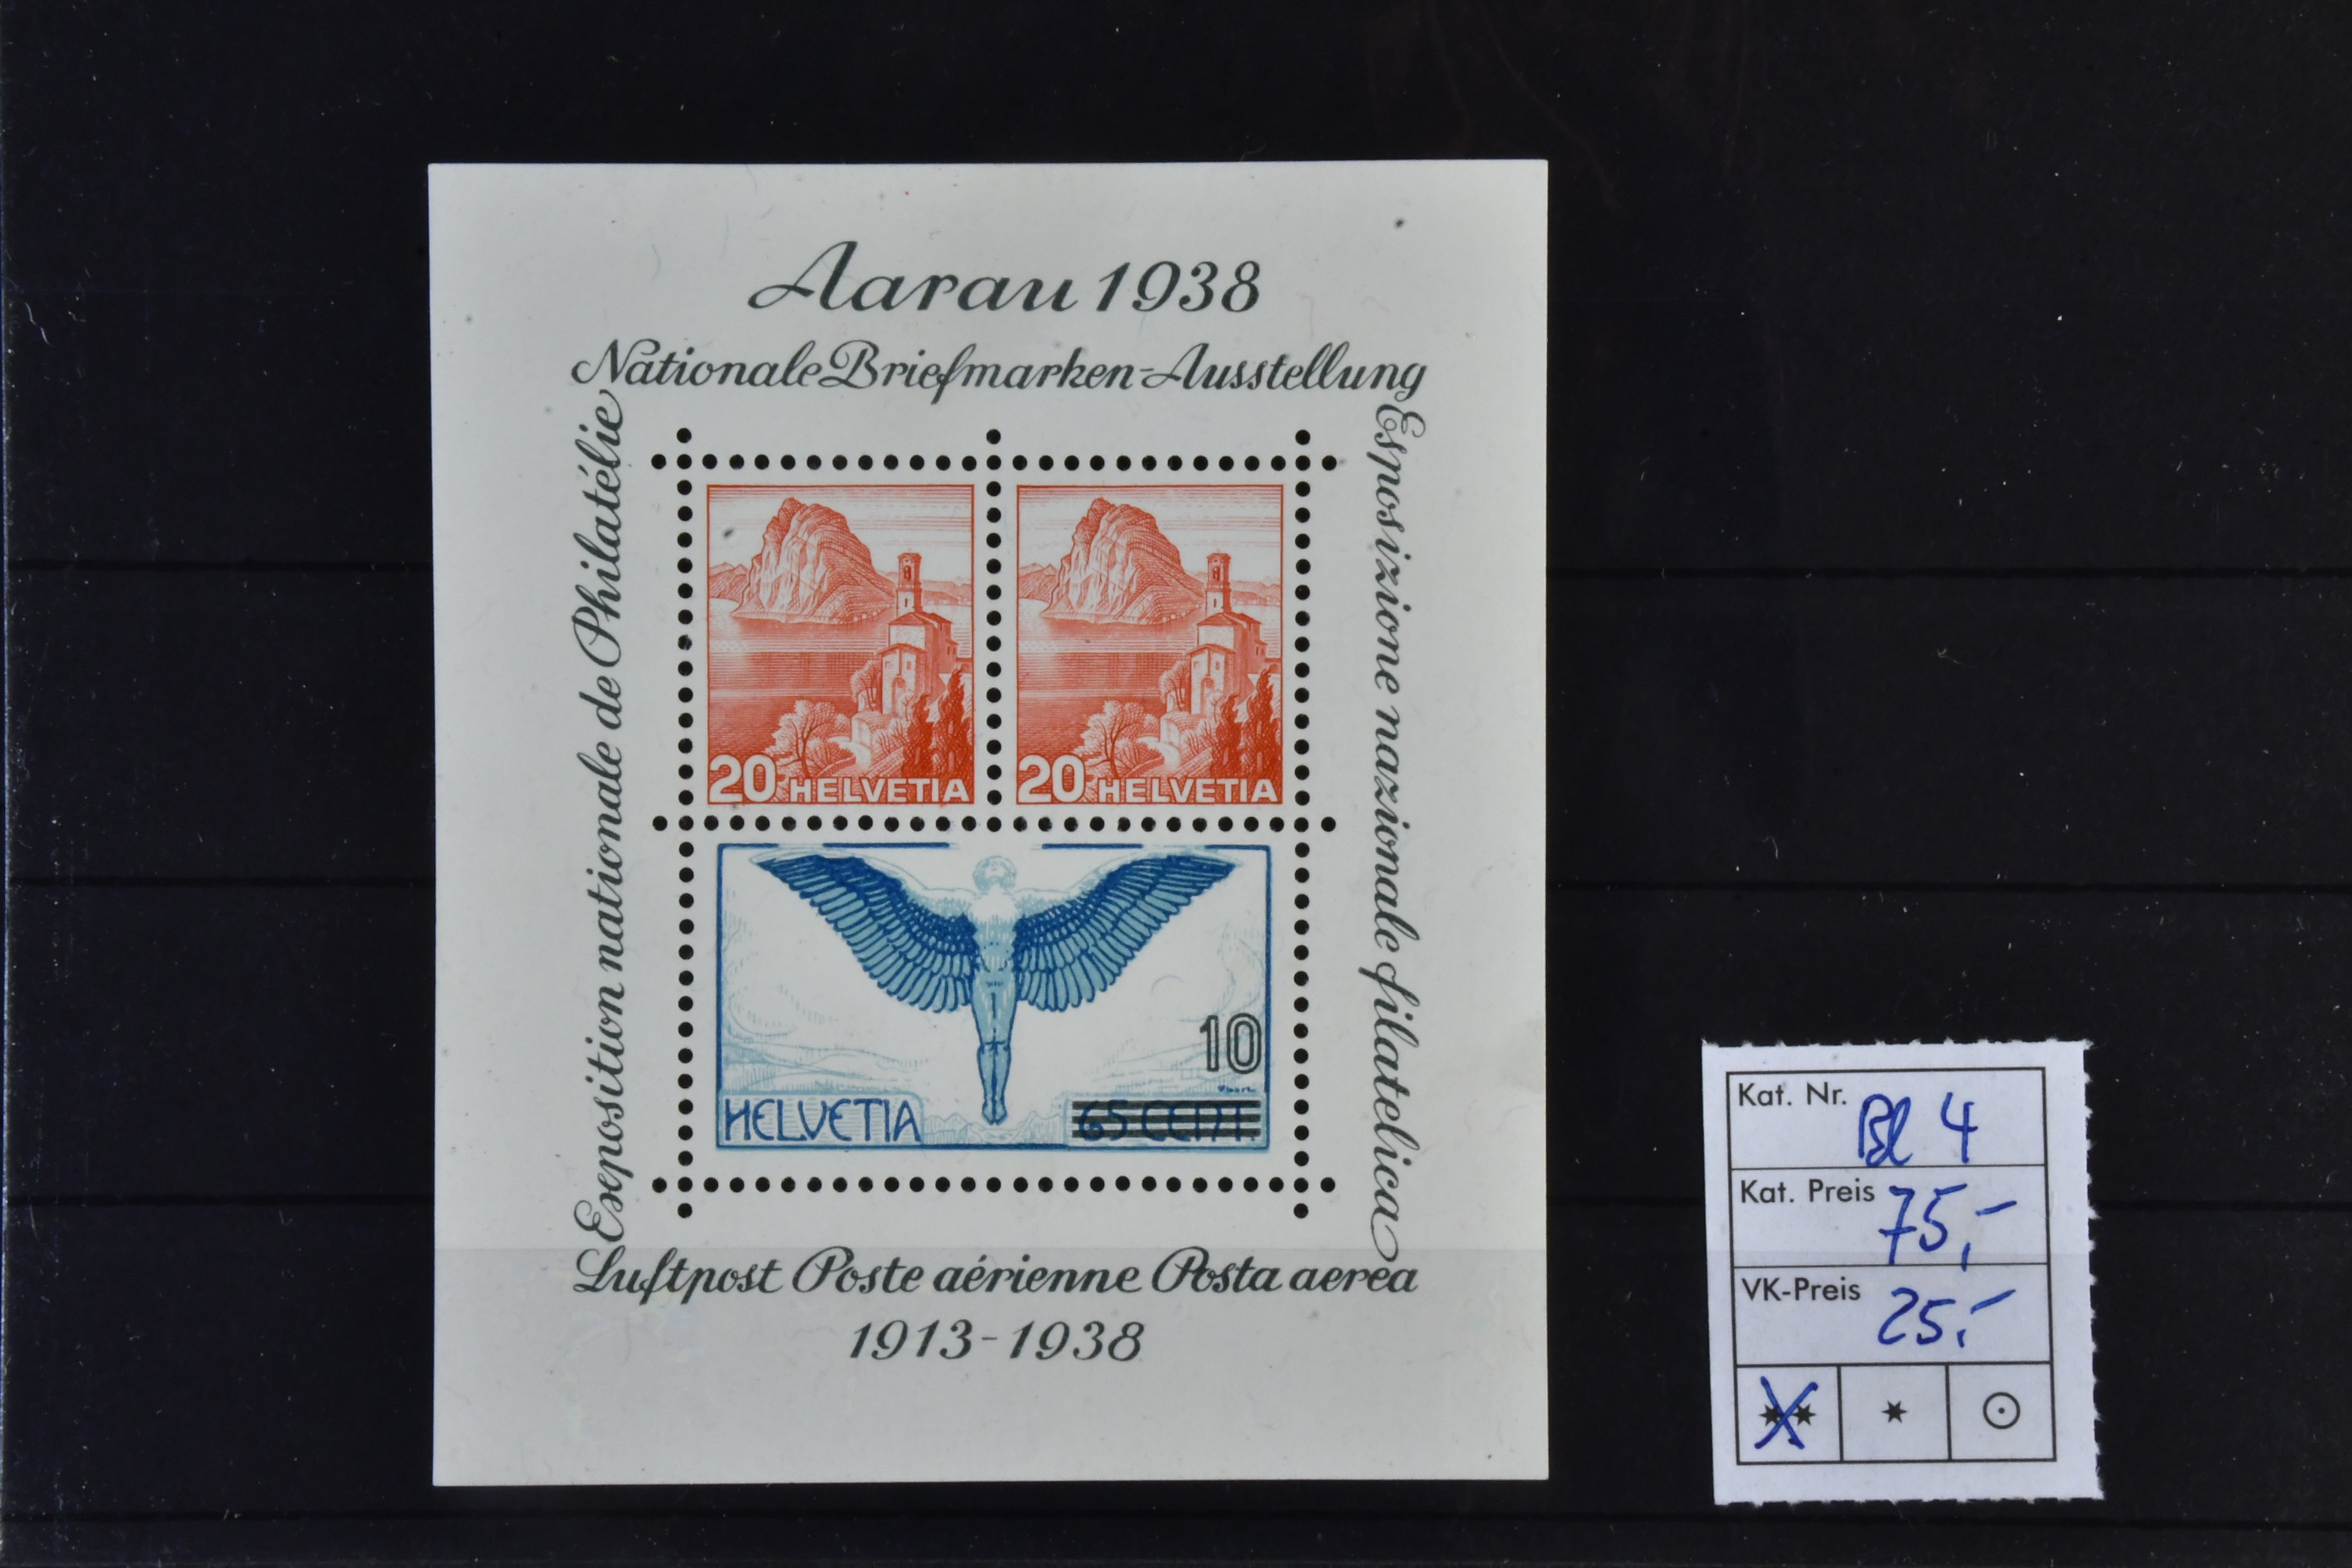 Aarau 1938
Nationale Briefmarken-Ausstellung
Exposition nationale de Philatélie
Esposizione nazionale filatelica
20 HELVETIA
20 HELVETIA
10
HELVETIA
65 CENT.
Luftpost Poste aérienne Posta aerea
1913-1938
Kat. Nr. Bl 4
Kat. Preis 75,-
VK-Preis 25,-